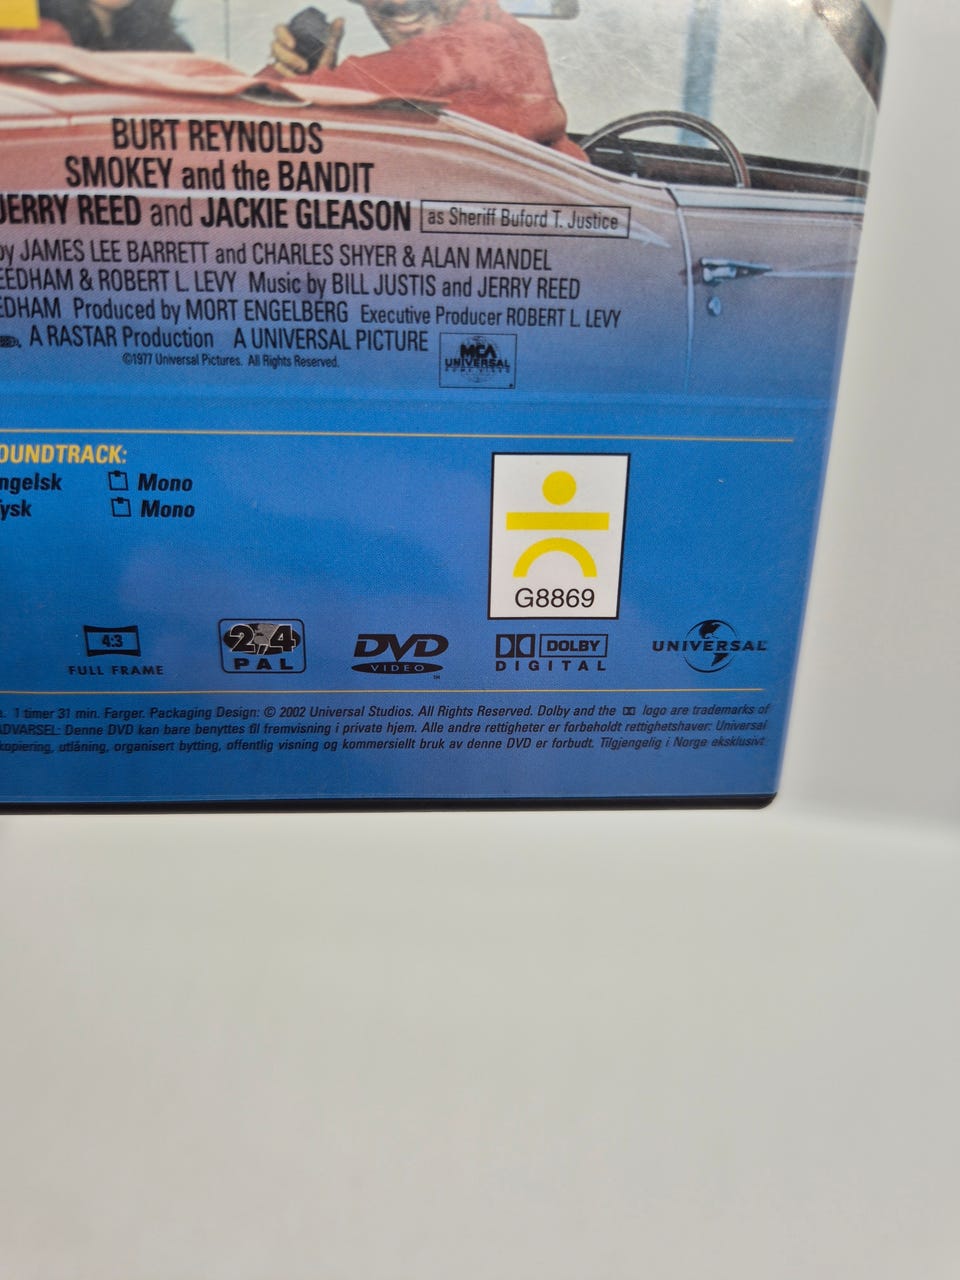 BURT REYNOLDS
SMOKEY and the BANDIT
JERRY REED and JACKIE GLEASON as Sheriff Buford T. Justice
by JAMES LEE BARRETT and CHARLES SHYER & ALAN MANDEL
EEDHAM & ROBERT L. LEVY Music by BILL JUSTIS and JERRY REED
EDHAM Produced by MORT ENGELBERG Executive Producer ROBERT L. LEVY
A RASTAR Production A UNIVERSAL PICTURE
©1977 Universal Pictures. All Rights Reserved.
MCA
UNIVERSAL
HOME VIDEO
OUNDTRACK:
ngelsk Mono
ysk Mono
G8869
4:3
FULL FRAME
2,4
PAL
DVD
VIDEO
TM
DOLBY
DIGITAL
UNIVERSAL
a. 1 timer 31 min. Farger. Packaging Design: © 2002 Universal Studios. All Rights Reserved. Dolby and the logo are trademarks of
ADVARSEL: Denne DVD kan bare benyttes til fremvisning i private hjem. Alle andre rettigheter er forbeholdt rettighetshaver: Universal
kopiering, utlåning, organisert bytting, offentlig visning og kommersiellt bruk av denne DVD er forbudt. Tilgjengelig i Norge eksklusivt